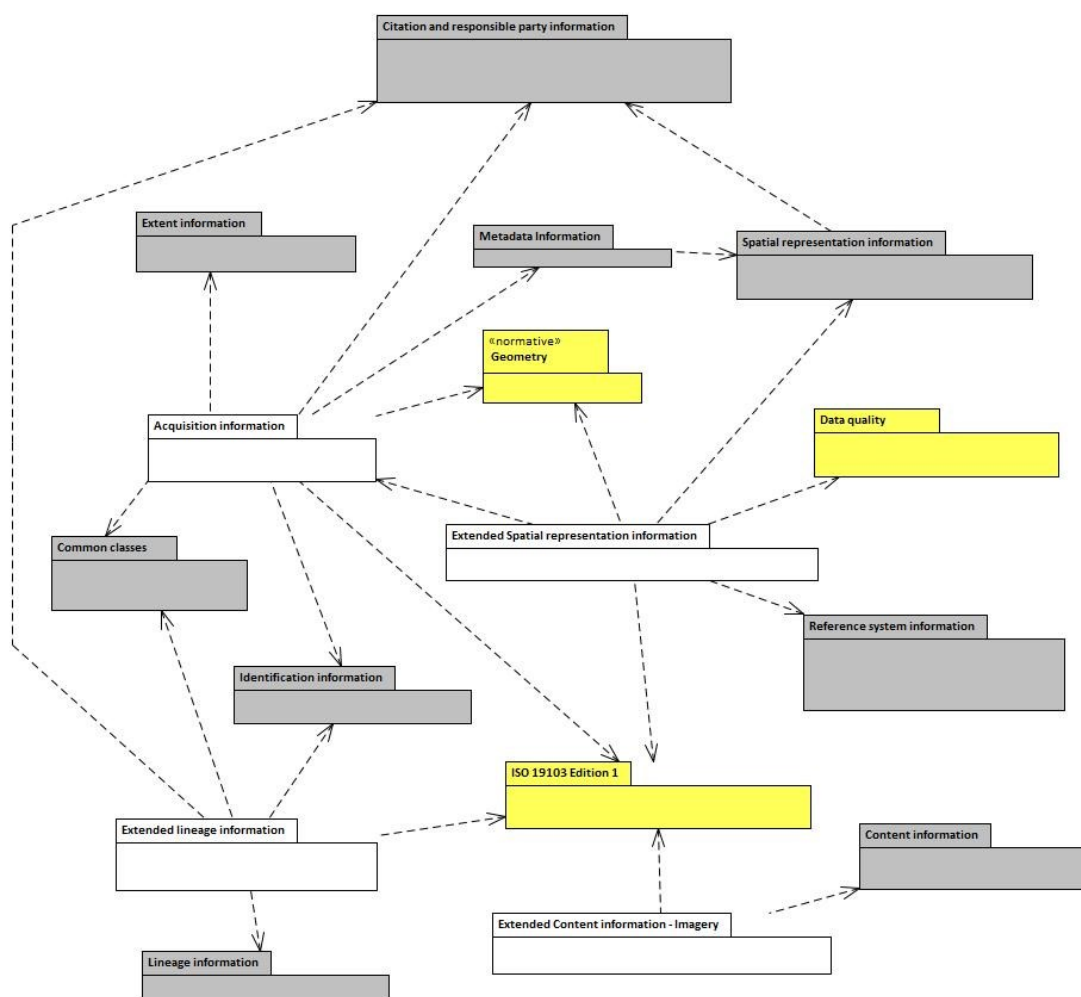 Citation and responsible party information
Extent information
Metadata Information
Spatial representation information
«normative»
Geometry
Acquisition information
Data quality
Extended Spatial representation information
Common classes
Reference system information
Identification information
ISO 19103 Edition 1
Extended lineage information
Content information
Extended Content information - Imagery
Lineage information